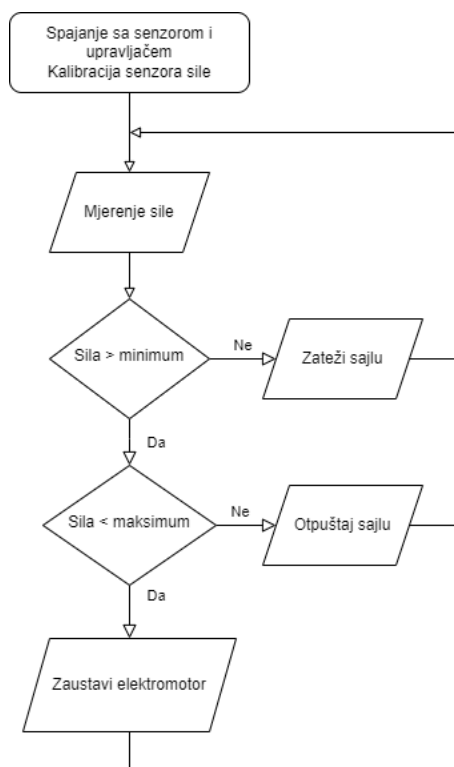 Spajanje sa senzorom i
upravljačem
Kalibracija senzora sile
Mjerenje sile
Sila > minimum
Ne
Zateži sajlu
Da
Sila < maksimum
Ne
Otpuštaj sajlu
Da
Zaustavi elektromotor